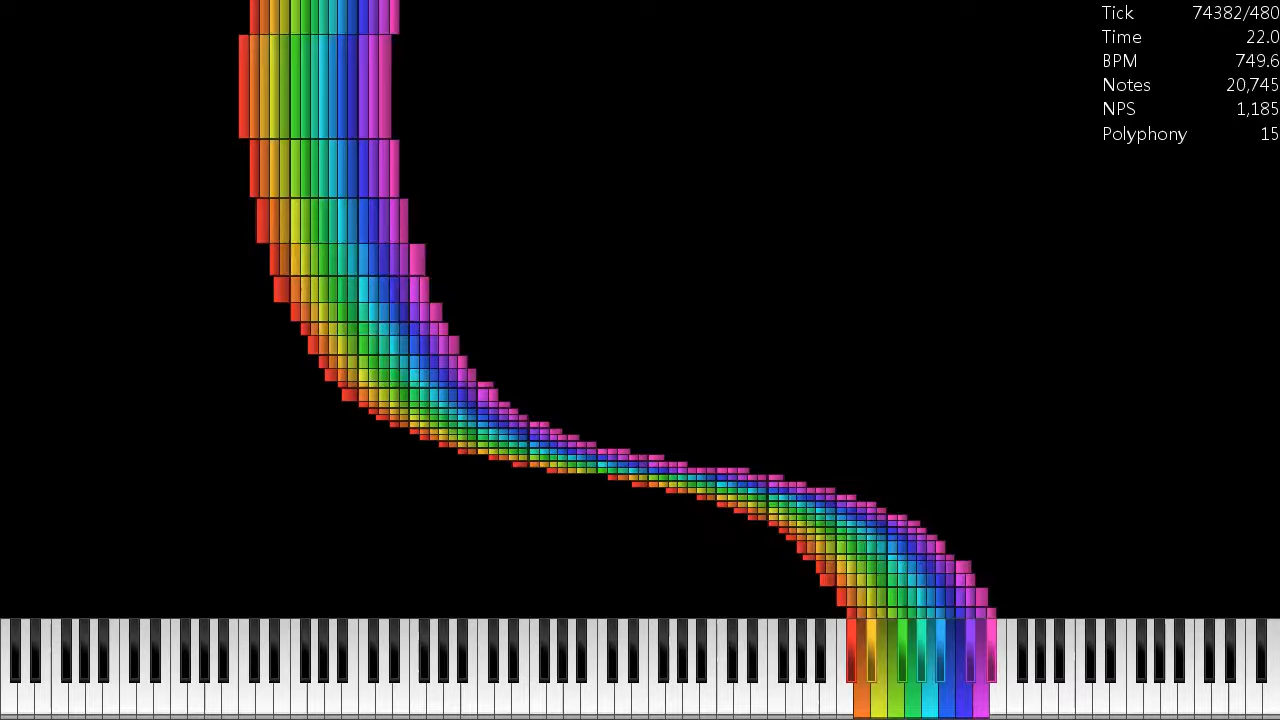 Tick 74382/480
Time 22.0
BPM 749.6
Notes 20,745
NPS 1,185
Polyphony 15